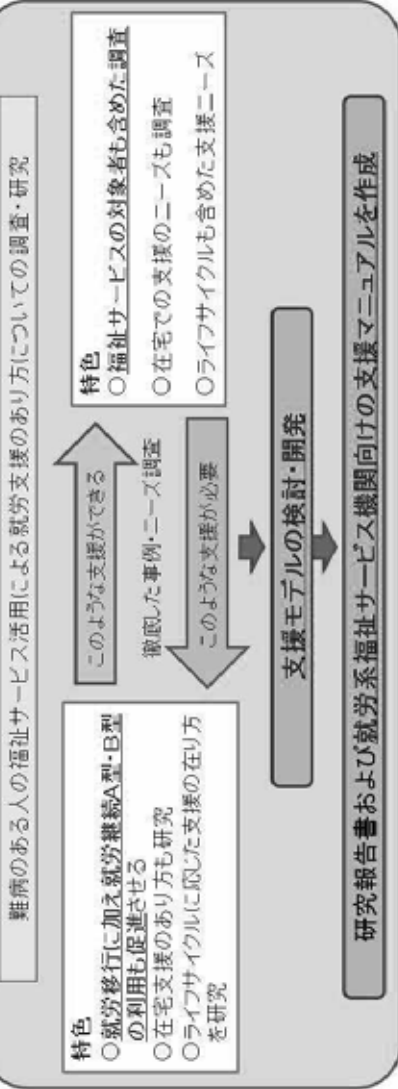 難病のある人の福祉サービス活用による就労支援のあり方についての調査・研究
特色
○就労移行に加え就労継続A型・B型
の利用も促進させる
○在宅支援のあり方も研究
○ライフサイクルに応じた支援の在り方
を研究
このような支援ができる
徹底した事例・ニーズ調査
このような支援が必要
特色
○福祉サービスの対象者も含めた調査
○在宅での支援のニーズも調査
○ライフサイクルも含めた支援ニーズ
支援モデルの検討・開発
研究報告書および就労系福祉サービス機関向けの支援マニュアルを作成